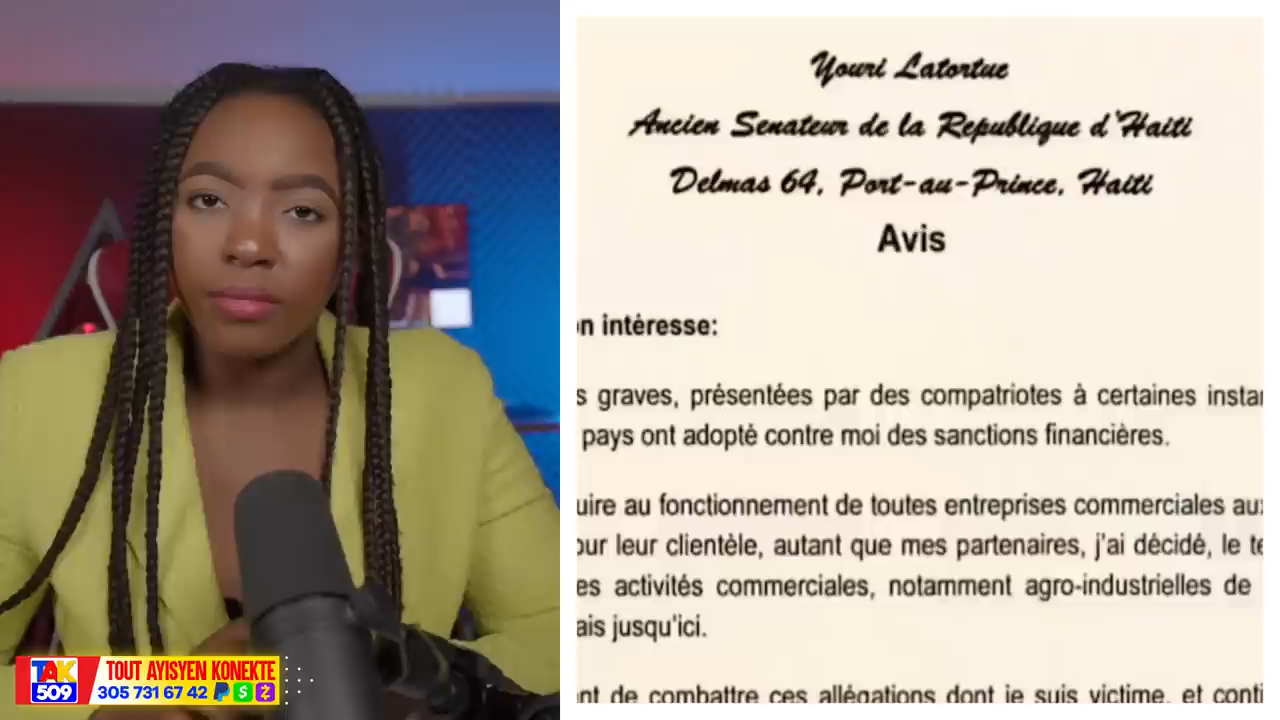 Youri Latortue
Ancien Senateur de la Republique d'Haiti
Delmas 64, Port-au-Prince, Haiti
Avis
intéresse:
graves, présentées par des compatriotes à certaines
pays ont adopté contre moi des sanctions financières.
au fonctionnement de toutes entreprises commerciales
leur clientèle, autant que mes partenaires, j'ai décidé, le
activités commerciales, notamment agro-industrielles de
jusqu'ici.
de combattre ces allégations dont je suis victime, et
TAK
509
TOUT AYISYEN KONEKTE
305 731 67 42